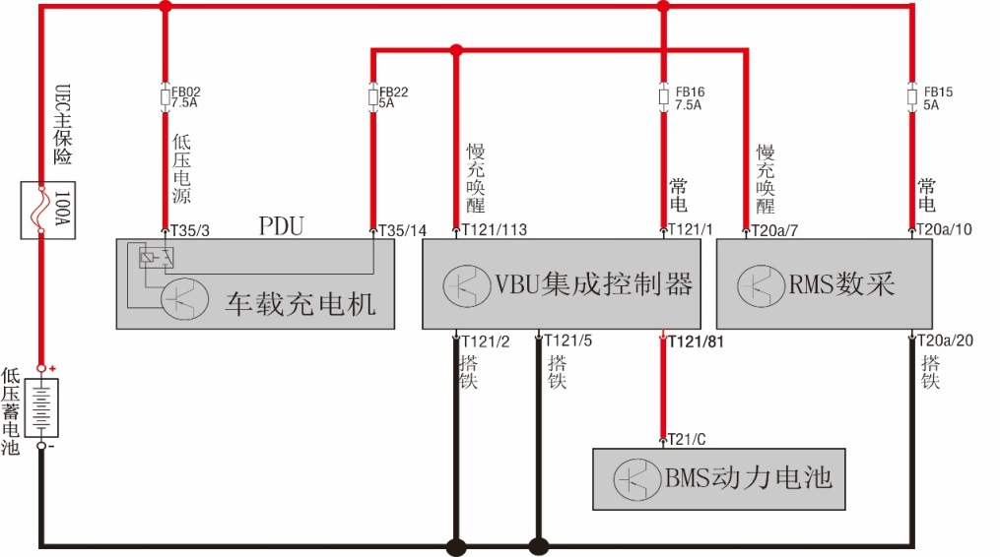 FB02
7.5A
FB22
5A
FB16
7.5A
FB15
5A
UEC主保险
100A
低压电源
慢充唤醒
常电
慢充唤醒
常电
T35/3
PDU
T35/14
T121/113
T121/1
T20a/7
T20a/10
车载充电机
VBU集成控制器
RMS数采
T121/2
T121/5
T121/81
T20a/20
搭铁
搭铁
搭铁
+
低压蓄电池
-
T21/C
BMS动力电池